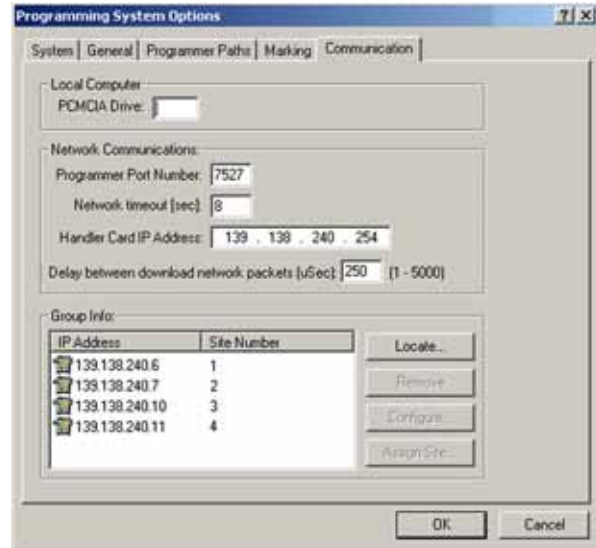 Programming System Options
System General Programmer Paths Marking Communication
Local Computer
PCMCIA Drive:
Network Communications:
Programmer Port Number: 7527
Network timeout (sec): 8
Handler Card IP Address: 139 . 138 . 240 . 254
Delay between download network packets (uSec): 250 (1 - 5000)
Group Info:
IP Address Site Number
139.138.240.6 1
139.138.240.7 2
139.138.240.10 3
139.138.240.11 4
Locate...
Remove
Configure...
Assign Site...
OK Cancel